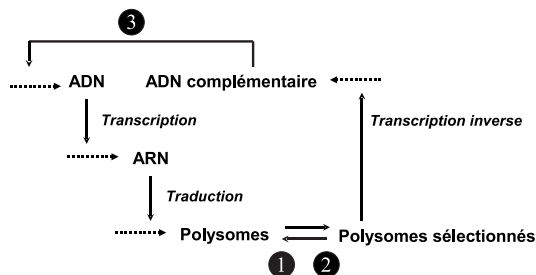 3
ADN ADN complémentaire
Transcription Transcription inverse
ARN
Traduction
Polysomes Polysomes sélectionnés
1 2